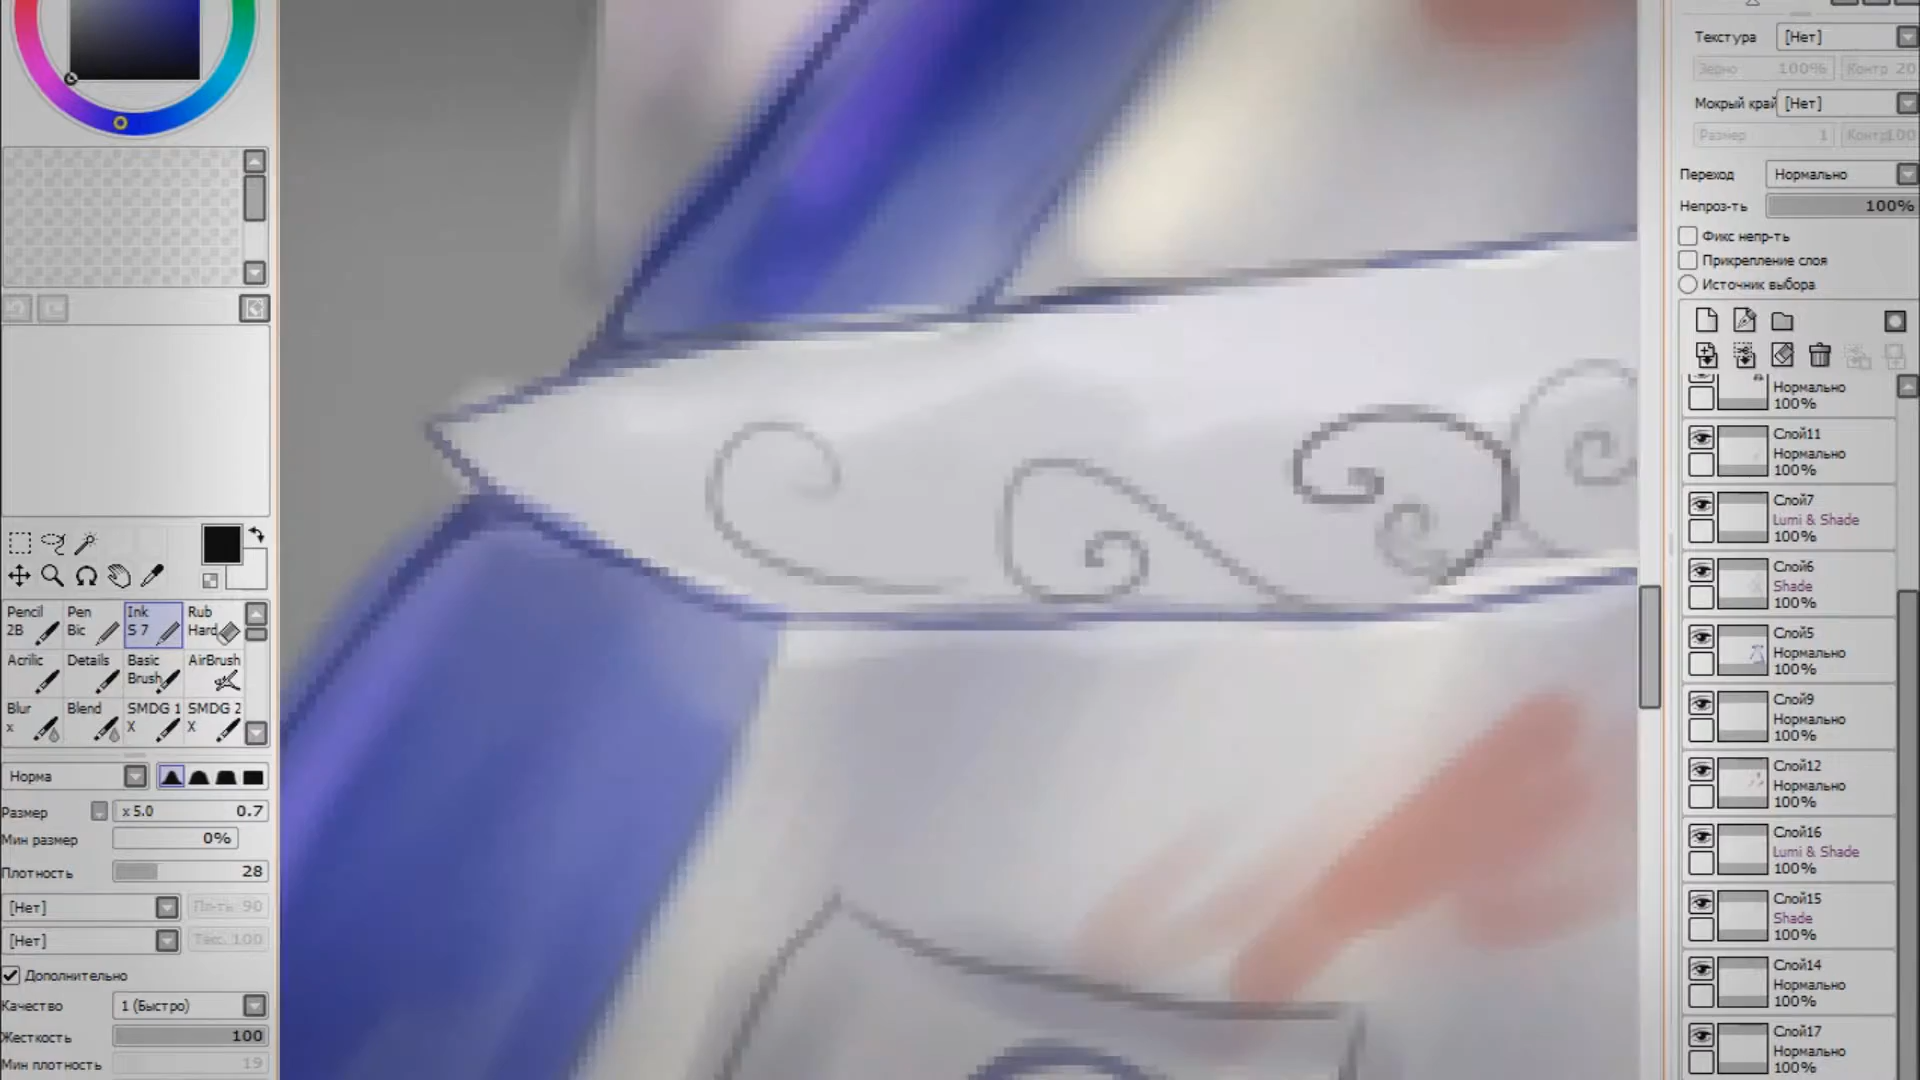 Pencil
2B
Pen
Bic
Ink
S 7
Rub
Hard
Acrilic
Details
Basic
Brush
AirBrush
Blur
x
Blend
SMDG 1
X
SMDG 2
X
Норма
Размер x 5.0 0.7
Мин размер 0%
Плотность 28
[Нет] Пл-ть 90
[Нет] Текс. 100
Дополнительно
Качество 1 (Быстро)
Жесткость 100
Мин плотность 19
Текстура [Нет]
Зерно 100% Контр 20
Мокрый край [Нет]
Размер 1 Контр 100
Переход Нормально
Непроз-ть 100%
Фикс непр-ть
Прикрепление слоя
Источник выбора
Нормально
100%
Слой11
Нормально
100%
Слой7
Lumi & Shade
100%
Слой6
Shade
100%
Слой5
Нормально
100%
Слой9
Нормально
100%
Слой12
Нормально
100%
Слой16
Lumi & Shade
100%
Слой15
Shade
100%
Слой14
Нормально
100%
Слой17
Нормально
100%